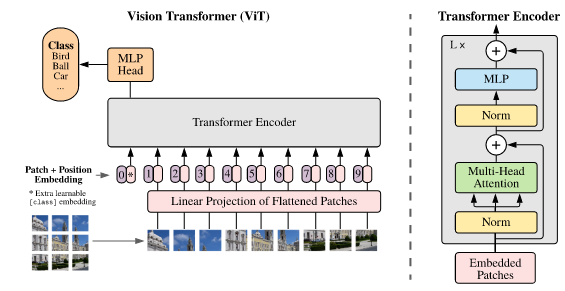 Vision Transformer (ViT)
Class
Bird
Ball
Car
...
MLP
Head
Transformer Encoder
Patch + Position
Embedding
* Extra learnable
[class] embedding
0 * 1 2 3 4 5 6 7 8 9
Linear Projection of Flattened Patches
Transformer Encoder
L ×
+
MLP
Norm
+
Multi-Head
Attention
Norm
Embedded
Patches